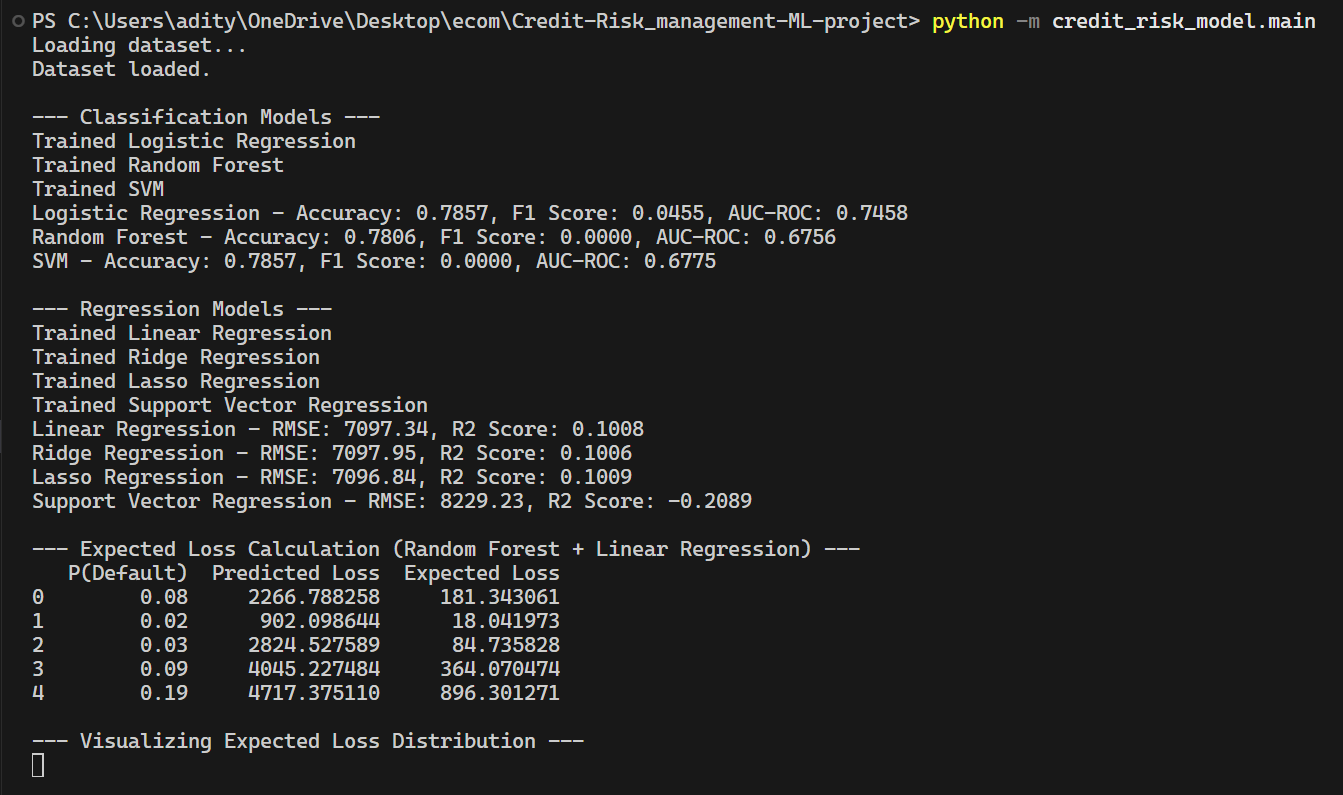 PS C:\Users\adity\OneDrive\Desktop\ecom\Credit-Risk_management-ML-project> python -m credit_risk_model.main
Loading dataset...
Dataset loaded.
--- Classification Models ---
Trained Logistic Regression
Trained Random Forest
Trained SVM
Logistic Regression - Accuracy: 0.7857, F1 Score: 0.0455, AUC-ROC: 0.7458
Random Forest - Accuracy: 0.7806, F1 Score: 0.0000, AUC-ROC: 0.6756
SVM - Accuracy: 0.7857, F1 Score: 0.0000, AUC-ROC: 0.6775
--- Regression Models ---
Trained Linear Regression
Trained Ridge Regression
Trained Lasso Regression
Trained Support Vector Regression
Linear Regression - RMSE: 7097.34, R2 Score: 0.1008
Ridge Regression - RMSE: 7097.95, R2 Score: 0.1006
Lasso Regression - RMSE: 7096.84, R2 Score: 0.1009
Support Vector Regression - RMSE: 8229.23, R2 Score: -0.2089
--- Expected Loss Calculation (Random Forest + Linear Regression) ---
P(Default) Predicted Loss Expected Loss
0 0.08 2266.788258 181.343061
1 0.02 902.098644 18.041973
2 0.03 2824.527589 84.735828
3 0.09 4045.227484 364.070474
4 0.19 4717.375110 896.301271
--- Visualizing Expected Loss Distribution ---